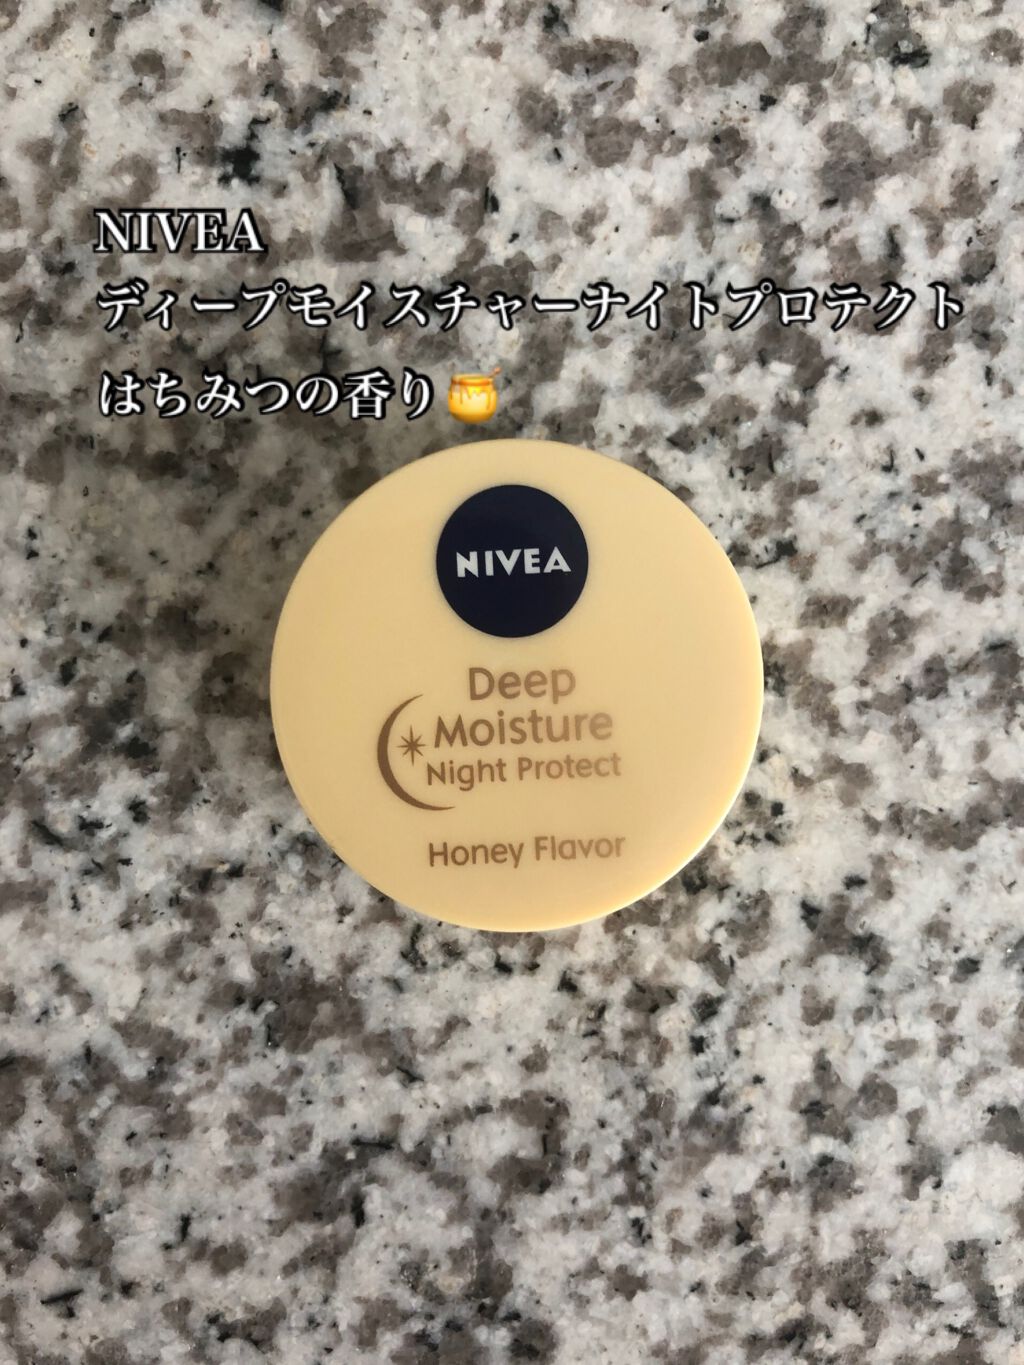 NIVEA
ディープモイスチャーナイトプロテクト
はちみつの香り🍯
NIVEA
Deep
Moisture
Night Protect
Honey Flavor